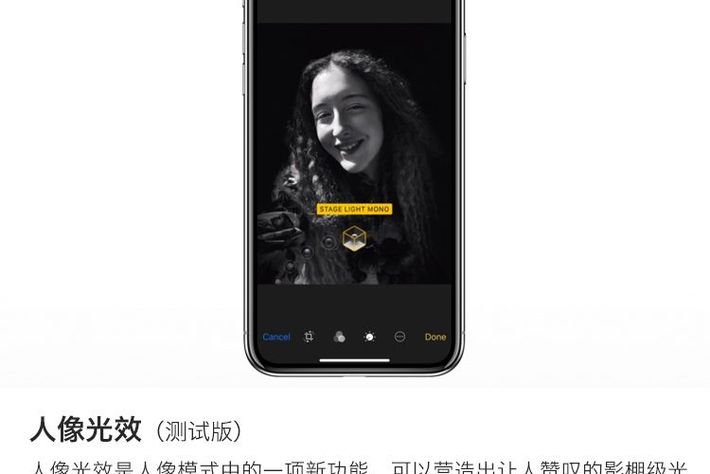 STAGE LIGHT MONO
Cancel
Done
人像光效（测试版）
人像光效是人像模式中的一项新功能，可以营造出让人赞叹的影棚级光